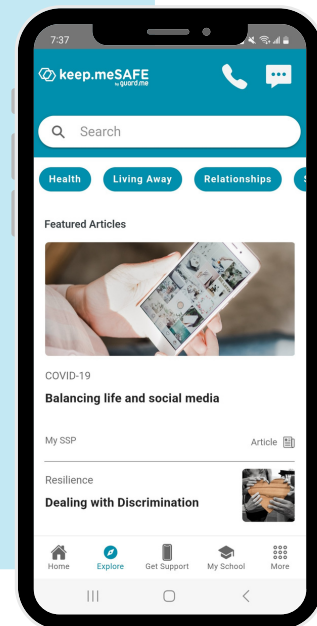 7:37
keep.meSAFE
by guard.me
Search
Health Living Away Relationships
Featured Articles
COVID-19
Balancing life and social media
My SSP Article
Resilience
Dealing with Discrimination
Home Explore Get Support My School More